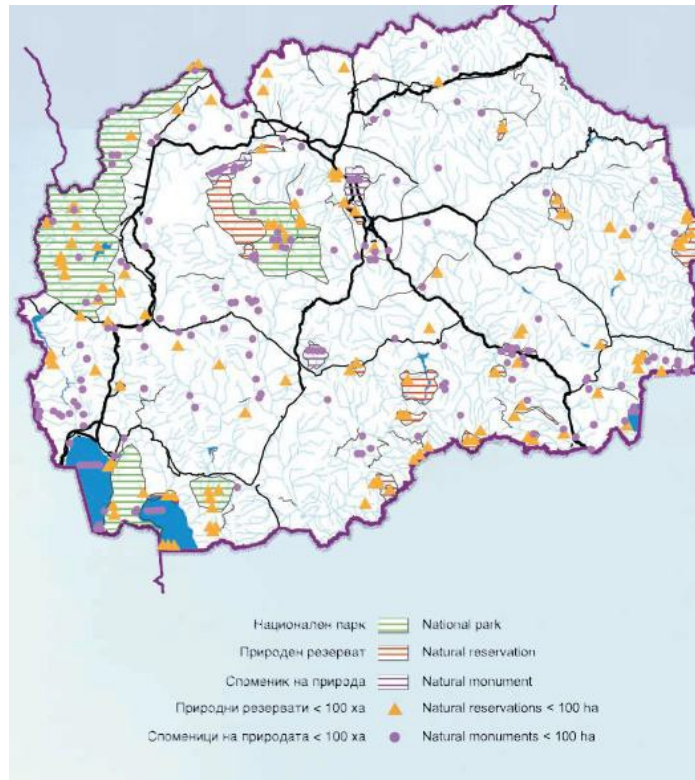 Национален парк National park
Природен резерват Natural reservation
Споменик на природа Natural monument
Природни резервати < 100 ха Natural reservations < 100 ha
Споменици на природата < 100 ха Natural monuments < 100 ha